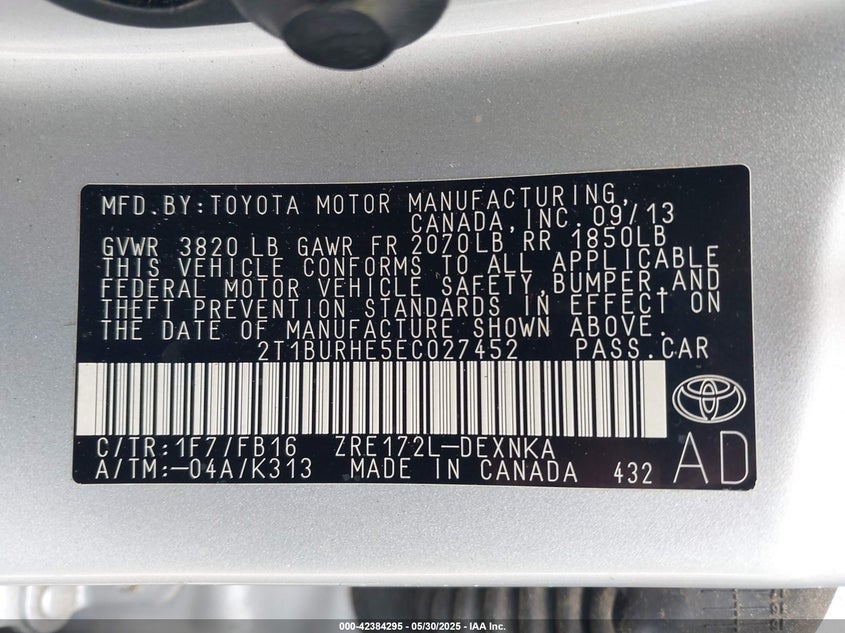 MFD.BY:TOYOTA MOTOR MANUFACTURING,
CANADA,INC.09/13
GVWR 3820 LB GAWR FR 2070LB RR 1850LB
THIS VEHICLE CONFORMS TO ALL APPLICABLE
FEDERAL MOTOR VEHICLE SAFETY,BUMPER,AND
THEFT PREVENTION STANDARDS IN EFFECT ON
THE DATE OF MANUFACTURE SHOWN ABOVE.
2T1BURHE5EC027452 PASS.CAR
C/TR:1F7/FB16 ZRE172L-DEXNKA
A/TM:-04A/K313 MADE IN CANADA 432 AD
000-42384295 - 05/30/2025 - IAA Inc.